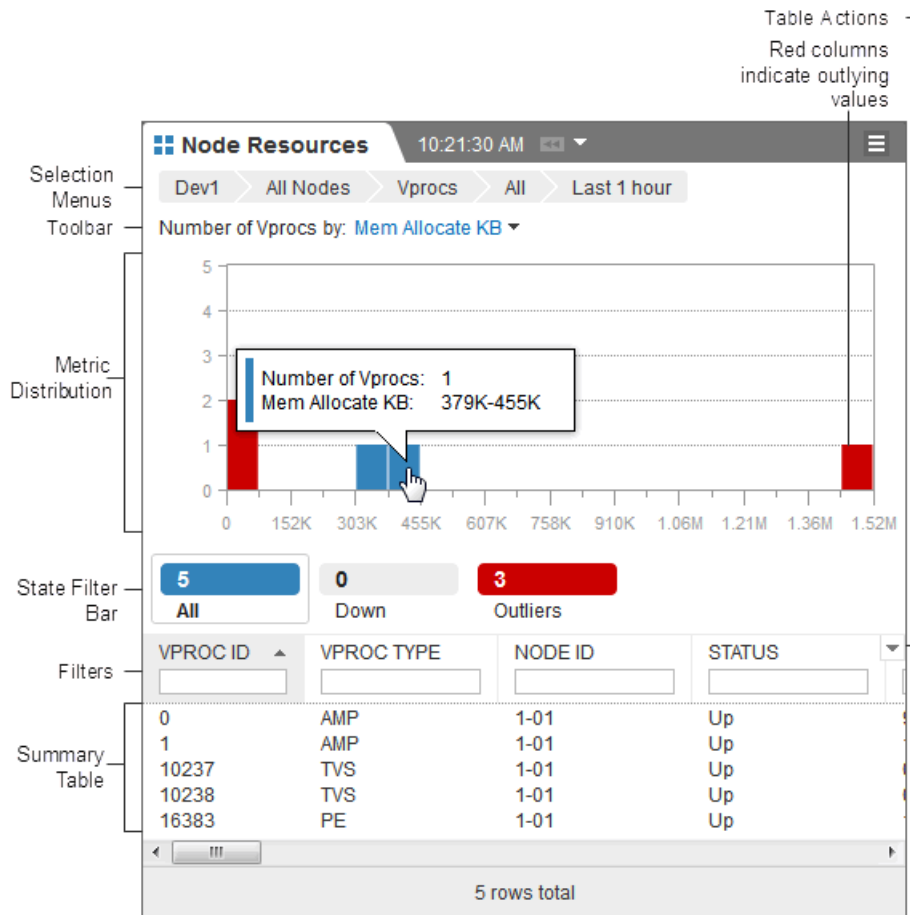 Table Actions
Red columns
indicate outlying
values
Node Resources
10:21:30 AM
Selection
Menus
Dev1
All Nodes
Vprocs
All
Last 1 hour
Toolbar
Number of Vprocs by: Mem Allocate KB
Metric
Distribution
5
4
3
2
1
0
Number of Vprocs: 1
Mem Allocate KB: 379K-455K
0 152K 303K 455K 607K 758K 910K 1.06M 1.21M 1.36M 1.52M
State Filter
Bar
5
All
0
Down
3
Outliers
Filters
VPROC ID VPROC TYPE NODE ID STATUS
Summary
Table
0 AMP 1-01 Up
1 AMP 1-01 Up
10237 TVS 1-01 Up
10238 TVS 1-01 Up
16383 PE 1-01 Up
5 rows total